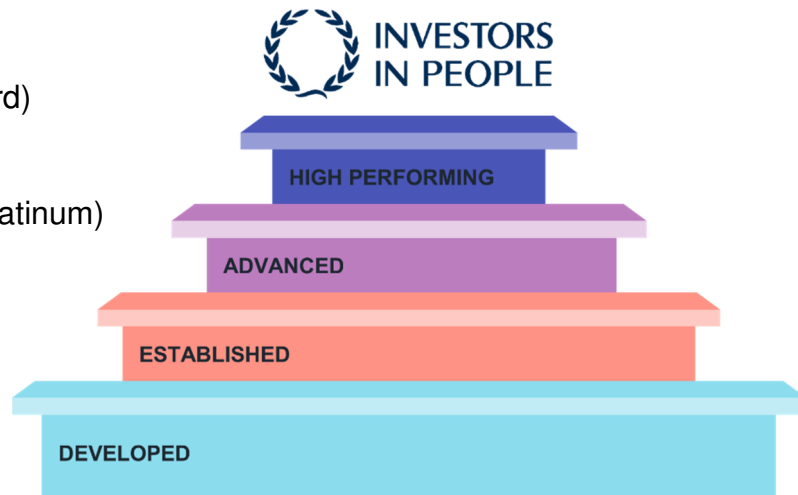 INVESTORS
IN PEOPLE
rd)
HIGH PERFORMING
atinum)
ADVANCED
ESTABLISHED
DEVELOPED